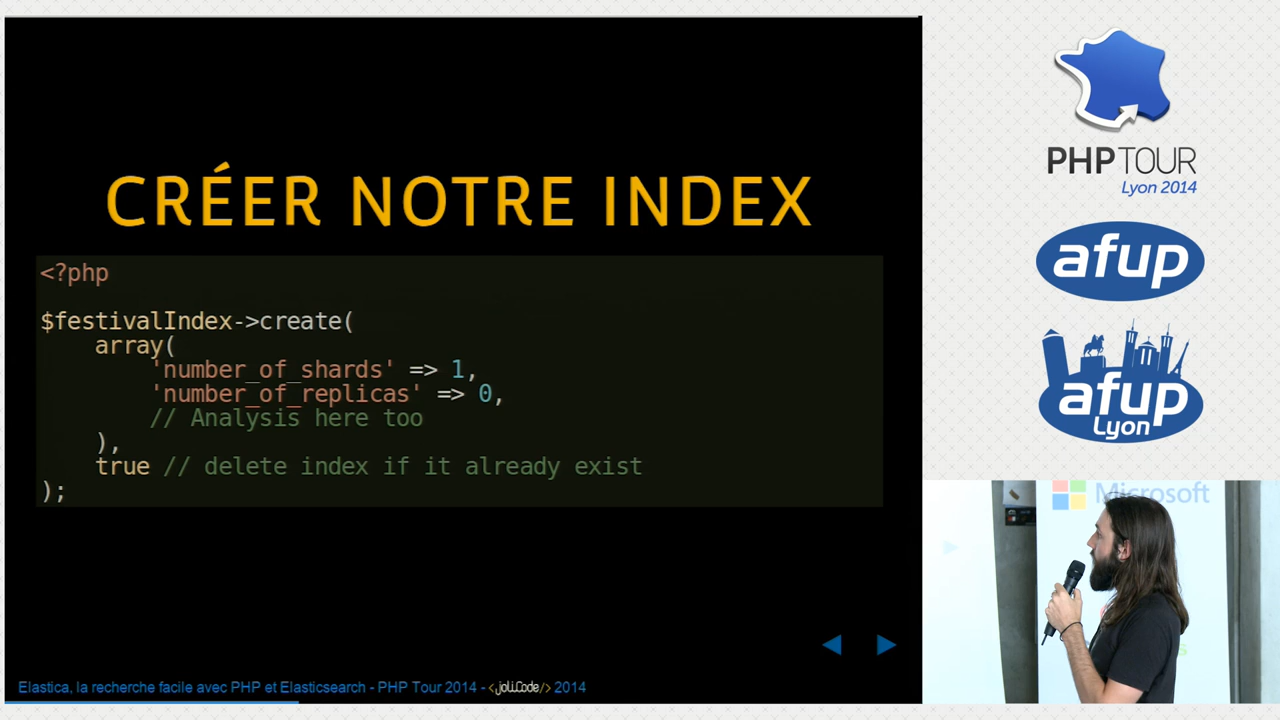 CRÉER NOTRE INDEX
<?php
$festivalIndex->create(
    array(
        'number_of_shards' => 1,
        'number_of_replicas' => 0,
        // Analysis here too
    ),
    true // delete index if it already exist
);
Elastica, la recherche facile avec PHP et Elasticsearch - PHP Tour 2014 - <joliCode/> 2014
PHP TOUR
Lyon 2014
afup
afup
Lyon
Microsoft